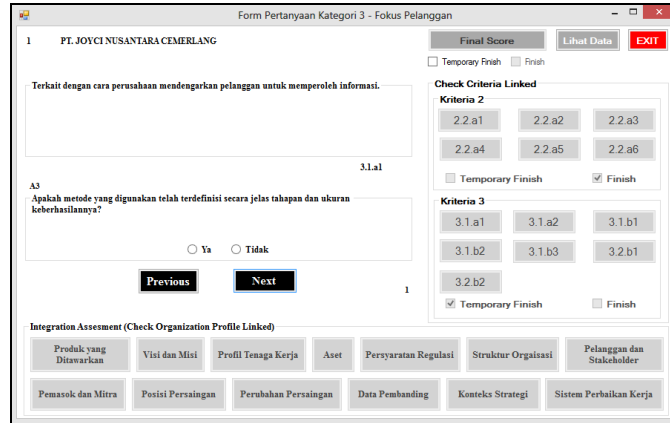 Form Pertanyaan Kategori 3 - Fokus Pelanggan
1 PT. JOYCI NUSANTARA CEMERLANG
Final Score Lihat Data EXIT
Temporary Finish Finish
Terkait dengan cara perusahaan mendengarkan pelanggan untuk memperoleh informasi.
3.1.a1
A3
Apakah metode yang digunakan telah terdefinisi secara jelas tahapan dan ukuran
keberhasilannya?
Ya Tidak
Previous Next
1
Check Criteria Linked
Kriteria 2
2.2.a1 2.2.a2 2.2.a3
2.2.a4 2.2.a5 2.2.a6
Temporary Finish Finish
Kriteria 3
3.1.a1 3.1.a2 3.1.b1
3.1.b2 3.1.b3 3.2.b1
3.2.b2
Temporary Finish Finish
Integration Assesment (Check Organization Profile Linked)
Produk yang
Ditawarkan
Visi dan Misi
Profil Tenaga Kerja
Aset
Persyaratan Regulasi
Struktur Orgaisasi
Pelanggan dan
Stakeholder
Pemasok dan Mitra Posisi Persaingan Perubahan Persaingan Data Pembanding Konteks Strategi Sistem Perbaikan Kerja